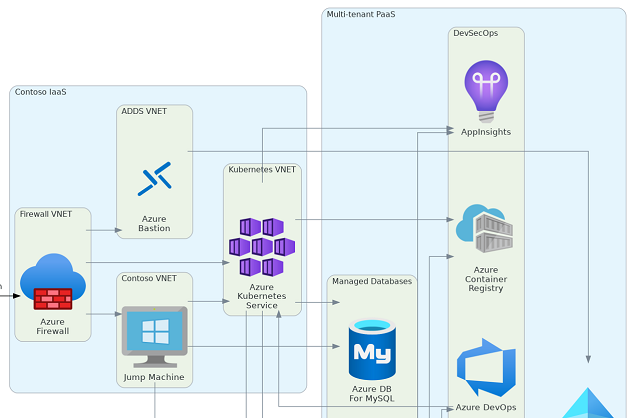 Multi-tenant PaaS
DevSecOps
AppInsights
Contoso IaaS
ADDS VNET
Azure
Bastion
Kubernetes VNET
Firewall VNET
Azure
Firewall
Contoso VNET
Jump Machine
Azure
Kubernetes
Service
Azure
Container
Registry
Managed Databases
My
Azure DB
For MySQL
Azure DevOps